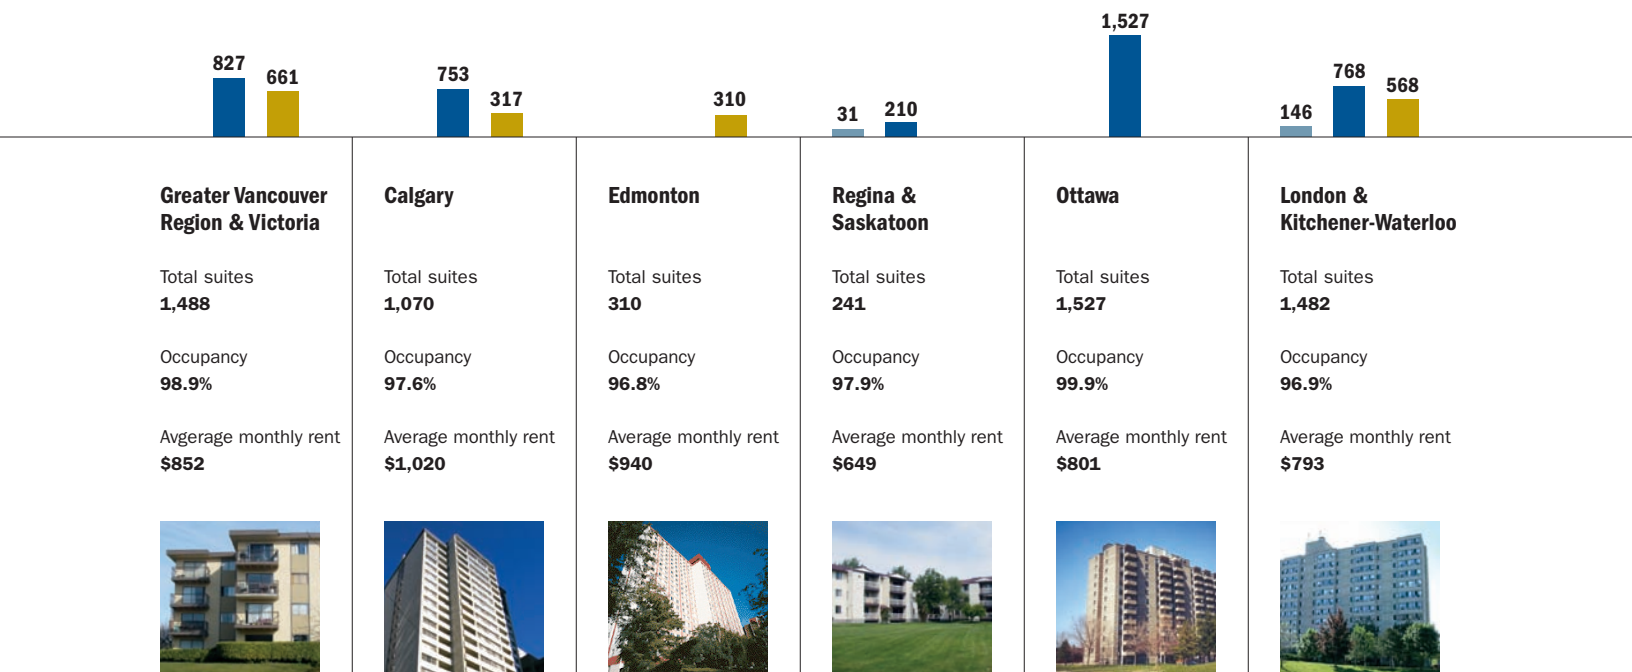 827
661
753
317
310
31
210
1,527
146
768
568
Greater Vancouver
Region & Victoria
Total suites
1,488
Occupancy
98.9%
Avgerage monthly rent
$852
Calgary
Total suites
1,070
Occupancy
97.6%
Average monthly rent
$1,020
Edmonton
Total suites
310
Occupancy
96.8%
Average monthly rent
$940
Regina &
Saskatoon
Total suites
241
Occupancy
97.9%
Average monthly rent
$649
Ottawa
Total suites
1,527
Occupancy
99.9%
Average monthly rent
$801
London &
Kitchener-Waterloo
Total suites
1,482
Occupancy
96.9%
Average monthly rent
$793